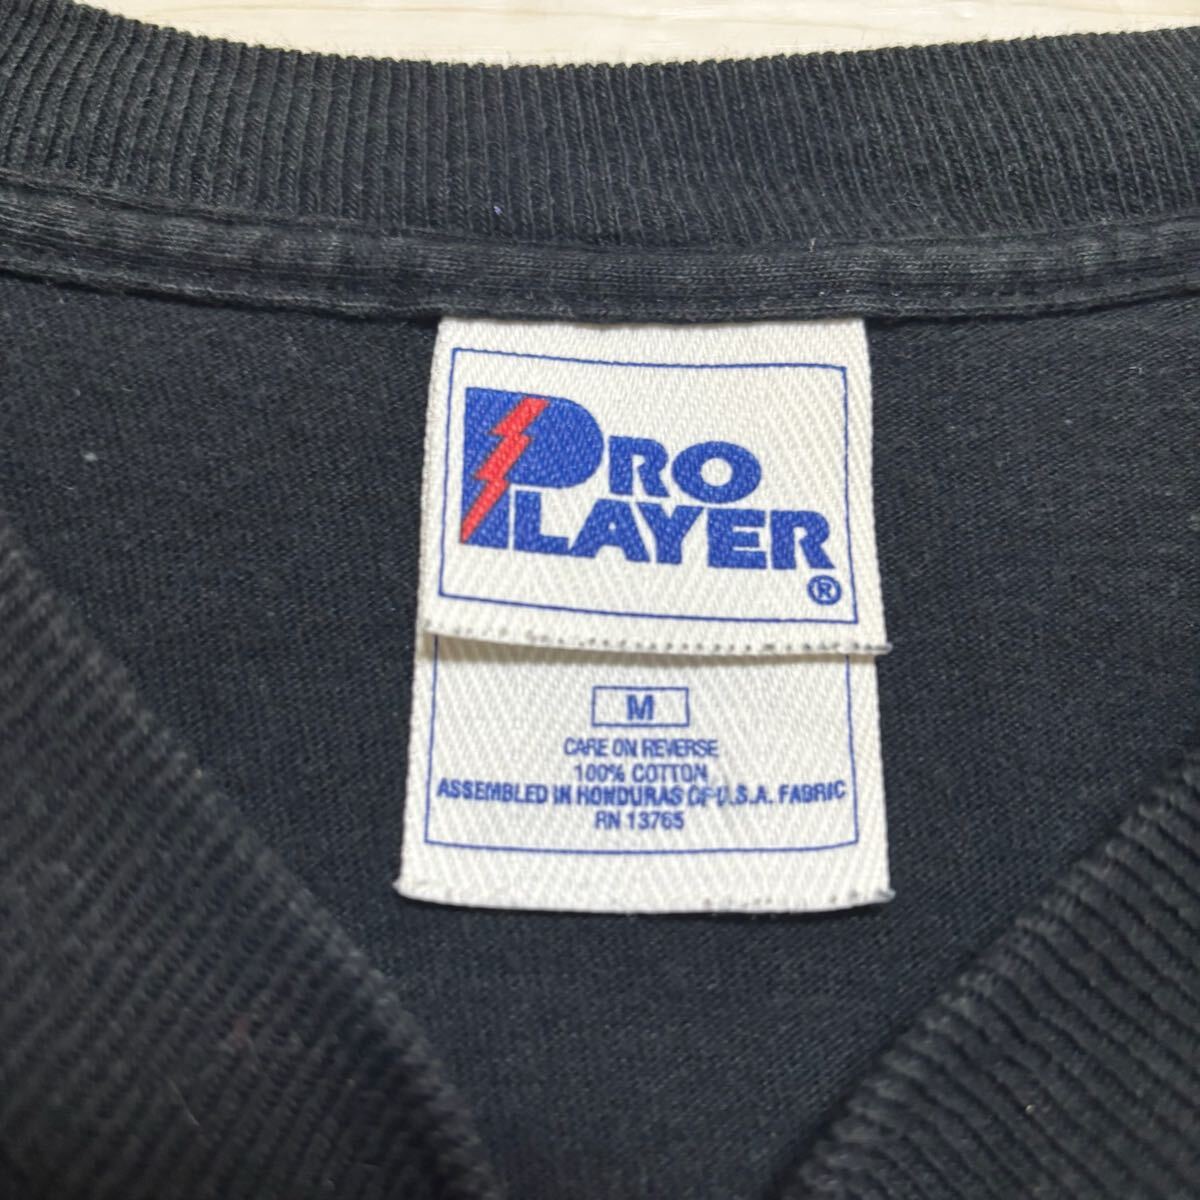 PRO
PLAYER
®
M
CARE ON REVERSE
100% COTTON
ASSEMBLED IN HONDURAS OF U.S.A. FABRIC
RN 13765